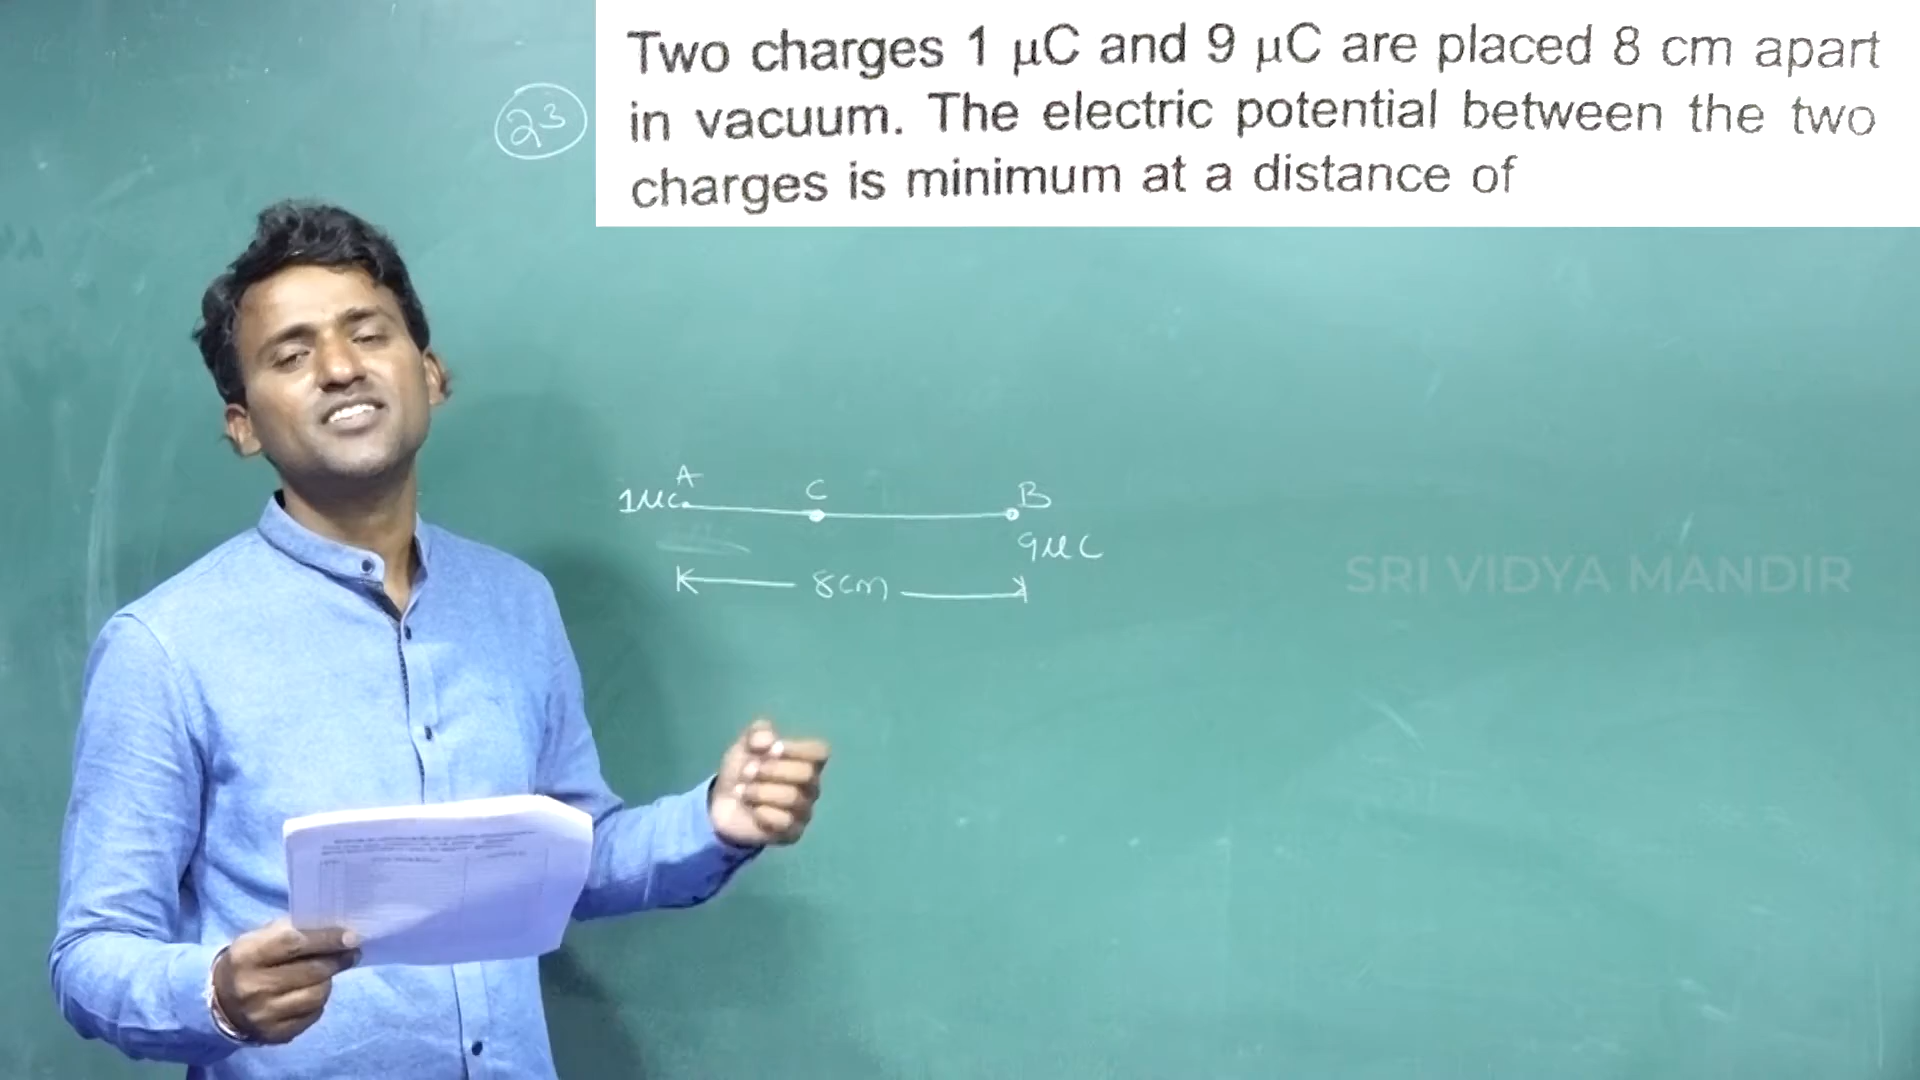 Two charges 1 μC and 9 μC are placed 8 cm apart
in vacuum. The electric potential between the two
charges is minimum at a distance of
23
A
1μC
C
B
9μC
8cm
SRI VIDYA MANDIR